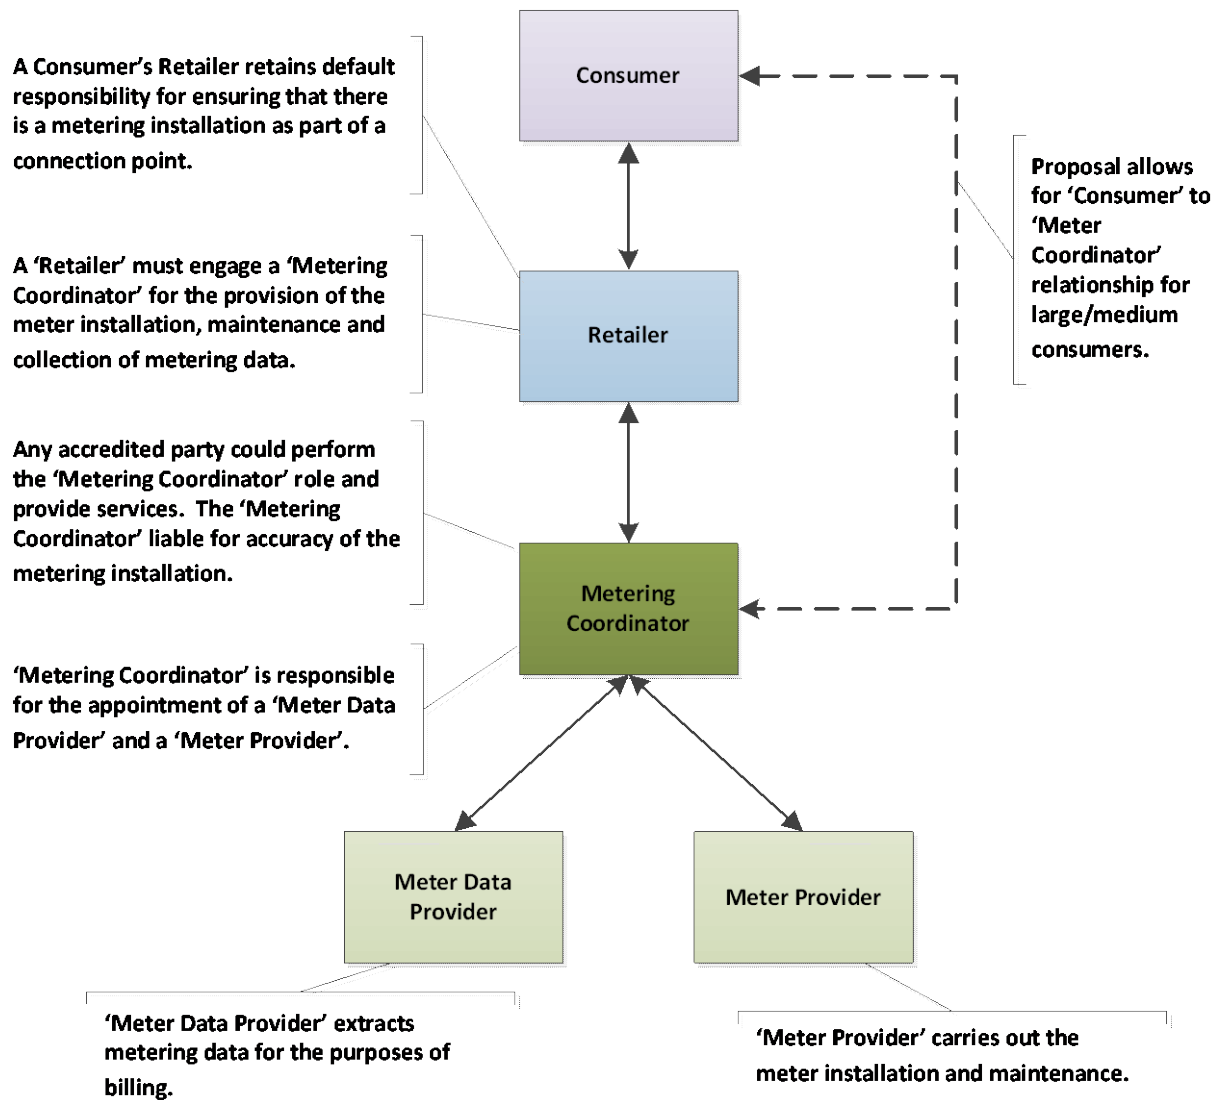 Consumer
A Consumer’s Retailer retains default
responsibility for ensuring that there
is a metering installation as part of a
connection point.
Proposal allows
for ‘Consumer’ to
‘Meter
Coordinator’
relationship for
large/medium
consumers.
A ‘Retailer’ must engage a ‘Metering
Coordinator’ for the provision of the
meter installation, maintenance and
collection of metering data.
Retailer
Any accredited party could perform
the ‘Metering Coordinator’ role and
provide services.  The ‘Metering
Coordinator’ liable for accuracy of the
metering installation.
Metering
Coordinator
‘Metering Coordinator’ is responsible
for the appointment of a ‘Meter Data
Provider’ and a ‘Meter Provider’.
Meter Data
Provider
Meter Provider
‘Meter Data Provider’ extracts
metering data for the purposes of
billing.
‘Meter Provider’ carries out the
meter installation and maintenance.